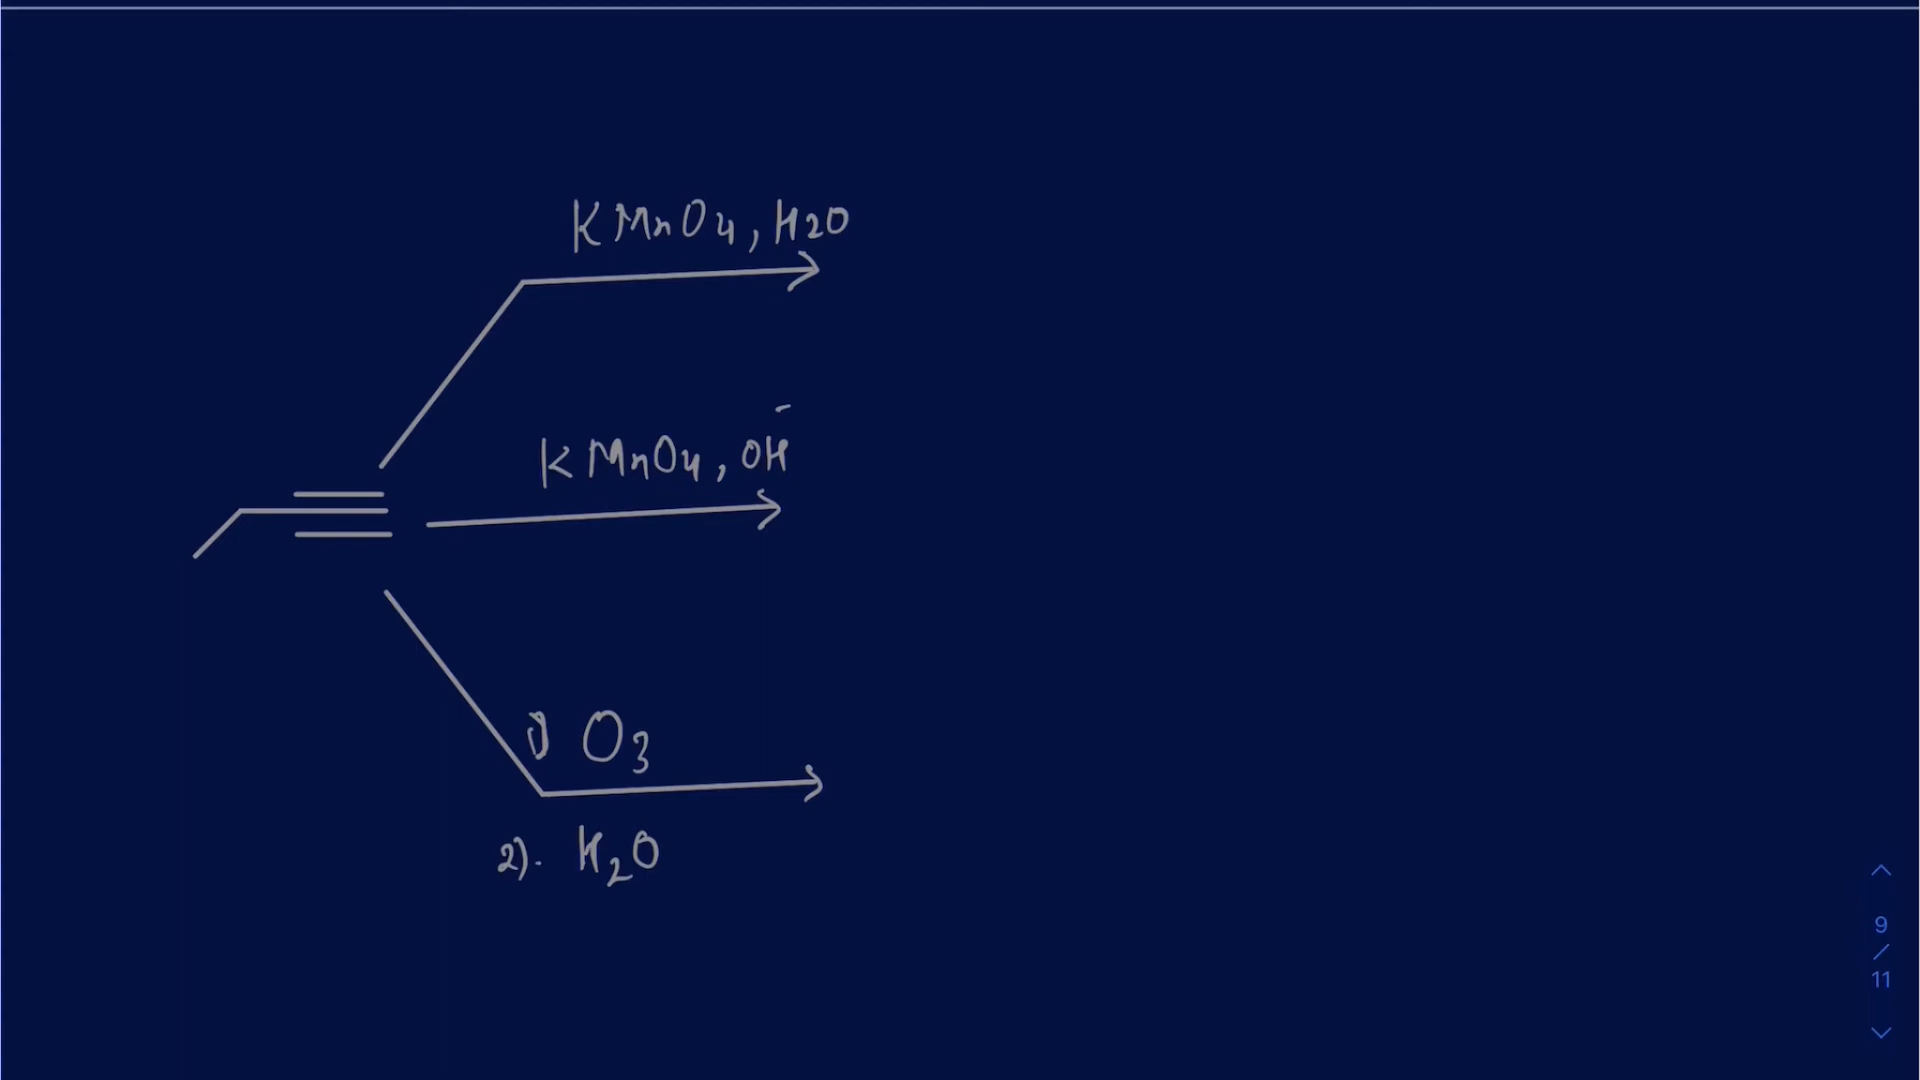 KMnO4, H2O
KMnO4, OH-
1) O3
2). H2O
9
/
11